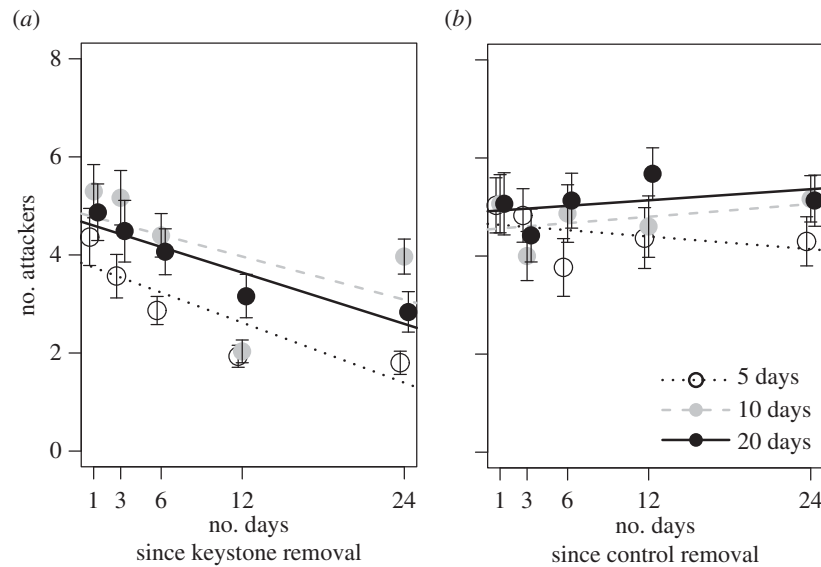 (a)
(b)
8
6
4
2
0
no. attackers
1 3 6 12 24
no. days
since keystone removal
1 3 6 12 24
no. days
since control removal
5 days
10 days
20 days